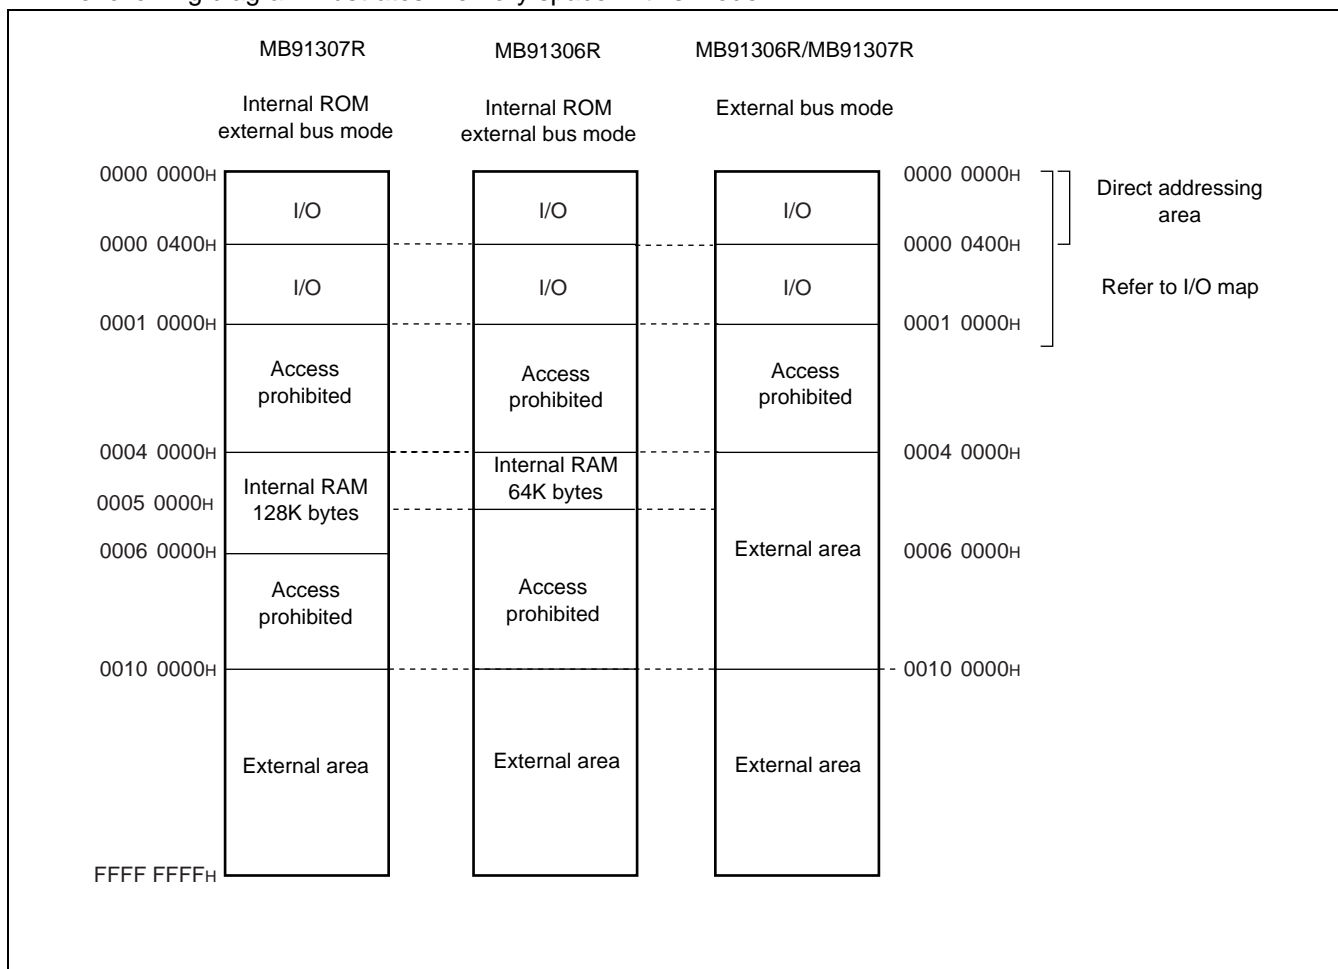 MB91307R
MB91306R
MB91306R/MB91307R
Internal ROM
external bus mode
Internal ROM
external bus mode
External bus mode
0000 0000H
0000 0000H
I/O
I/O
I/O
Direct addressing
area
0000 0400H
0000 0400H
I/O
I/O
I/O
Refer to I/O map
0001 0000H
0001 0000H
Access
prohibited
Access
prohibited
Access
prohibited
0004 0000H
0004 0000H
Internal RAM
128K bytes
Internal RAM
64K bytes
0005 0000H
External area
0006 0000H
0006 0000H
Access
prohibited
Access
prohibited
0010 0000H
0010 0000H
External area
External area
External area
FFFF FFFFH